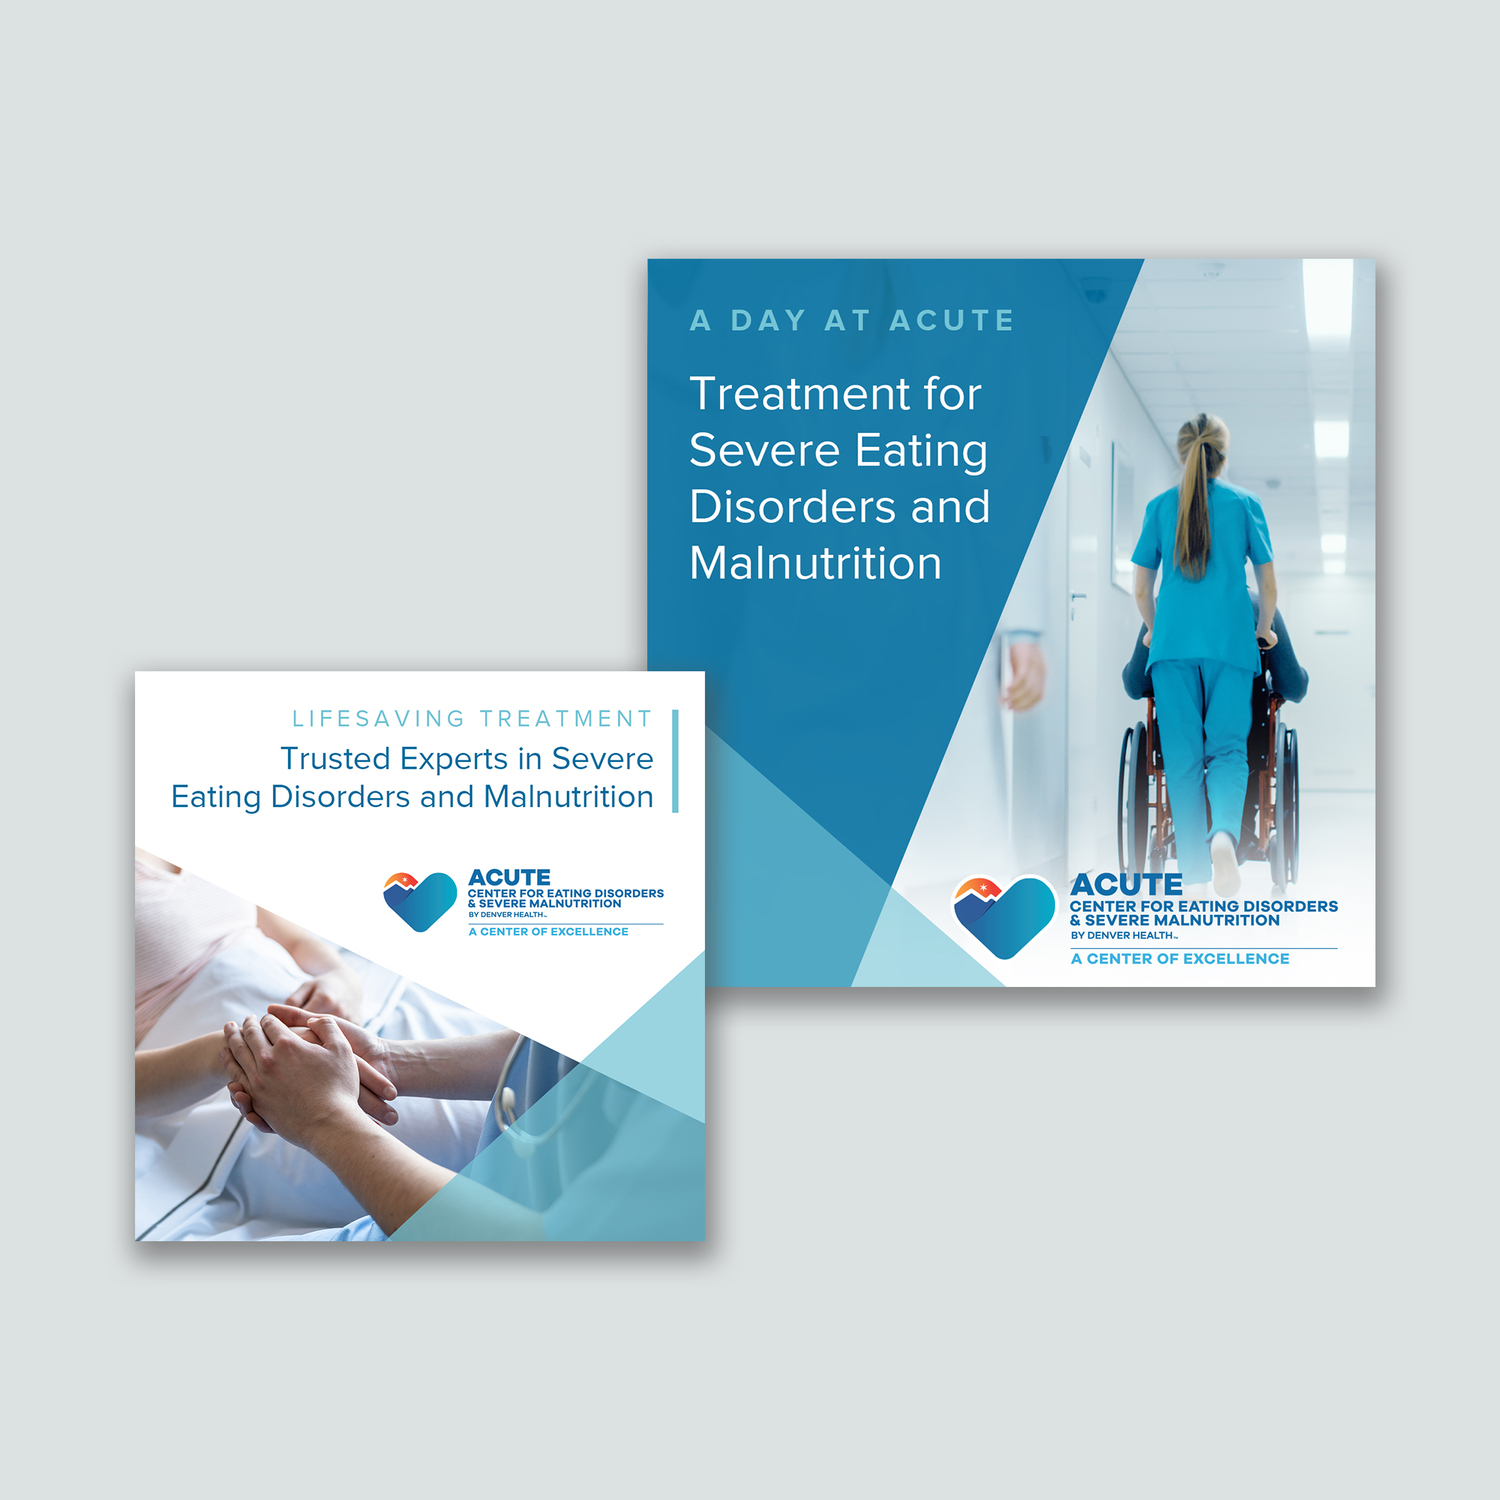 A DAY AT ACUTE
Treatment for
Severe Eating
Disorders and
Malnutrition
ACUTE
CENTER FOR EATING DISORDERS
& SEVERE MALNUTRITION
BY DENVER HEALTH™
A CENTER OF EXCELLENCE
LIFESAVING TREATMENT
Trusted Experts in Severe
Eating Disorders and Malnutrition
ACUTE
CENTER FOR EATING DISORDERS
& SEVERE MALNUTRITION
BY DENVER HEALTH™
A CENTER OF EXCELLENCE